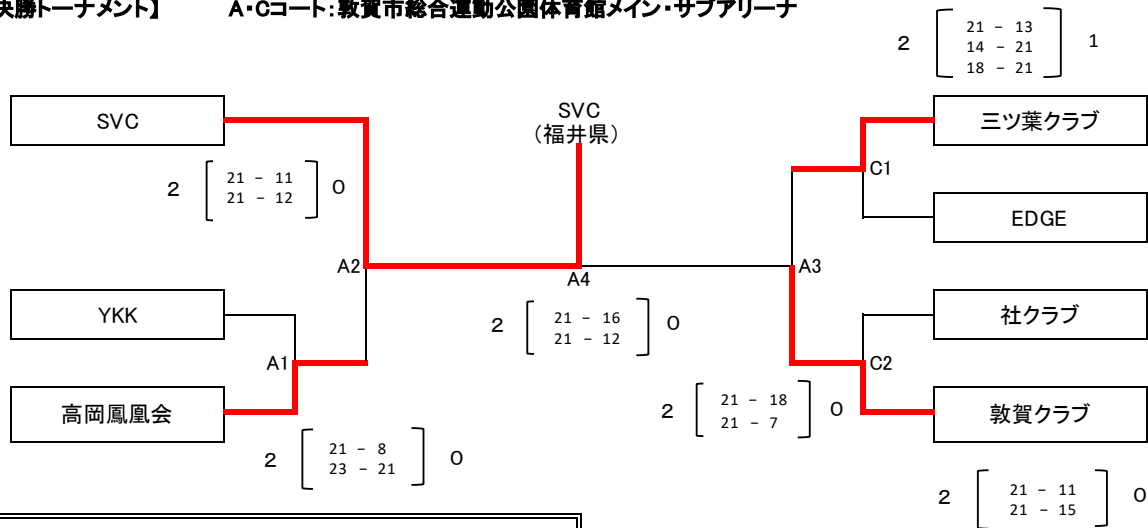 決勝トーナメント】 A・Cコート：敦賀市総合運動公園体育館メイン・サブアリーナ
2 21 - 13 1
14 - 21
18 - 21
SVC
SVC
（福井県）
三ツ葉クラブ
2 21 - 11 0
21 - 12
C1
EDGE
A2
A4
A3
YKK
2 21 - 16 0
21 - 12
社クラブ
A1
C2
高岡鳳凰会
2 21 - 18 0
21 - 7
敦賀クラブ
2 21 - 8 0
23 - 21
2 21 - 11 0
21 - 15